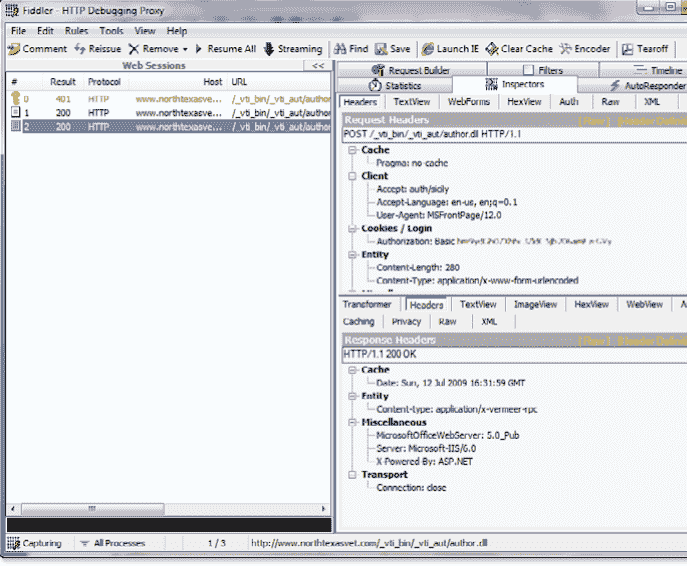 Fiddler - HTTP Debugging Proxy
File Edit Rules Tools View Help
Comment Reissue Remove Resume All Streaming Find Save Launch IE Clear Cache Encoder Tearoff
Web Sessions <<
# Result Protocol Host URL
0 401 HTTP www.northtexasve... /_vti_bin/_vti_aut/author
1 200 HTTP www.northtexasve... /_vti_bin/_vti_aut/author
2 200 HTTP www.northtexasve... /_vti_bin/_vti_aut/author
Request Builder Filters Timeline
Statistics Inspectors AutoResponder
Headers TextView WebForms HexView Auth Raw XML
Request Headers
POST /_vti_bin/_vti_aut/author.dll HTTP/1.1
Cache
Pragma: no-cache
Client
Accept: auth/sicily
Accept-Language: en-us, en;q=0.1
User-Agent: MSFrontPage/12.0
Cookies / Login
Authorization: Basic
Entity
Content-Length: 280
Content-Type: application/x-www-form-urlencoded
Transformer Headers TextView ImageView HexView WebView
Caching Privacy Raw XML
Response Headers
HTTP/1.1 200 OK
Cache
Date: Sun, 12 Jul 2009 16:31:59 GMT
Entity
Content-type: application/x-vermeer-rpc
Miscellaneous
MicrosoftOfficeWebServer: 5.0_Pub
Server: Microsoft-IIS/6.0
X-Powered By: ASP.NET
Transport
Connection: close
Capturing All Processes 1 / 3 http://www.northtexasvet.com/_vti_bin/_vti_aut/author.dll